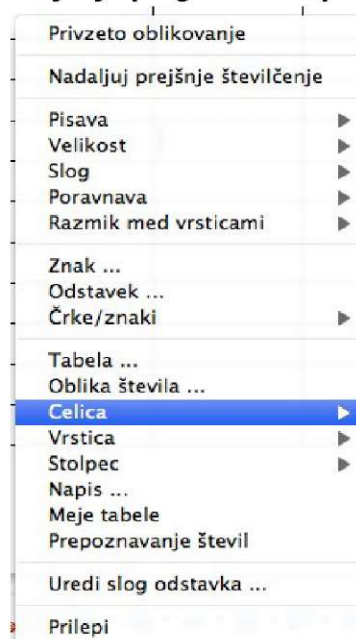 Privzeto oblikovanje
Nadaljuj prejšnje številčenje
Pisava
Velikost
Slog
Poravnava
Razmik med vrsticami
Znak ...
Odstavek ...
Črke/znaki
Tabela ...
Oblika števila ...
Celica
Vrstica
Stolpec
Napis ...
Meje tabele
Prepoznavanje števil
Uredi slog odstavka ...
Prilepi